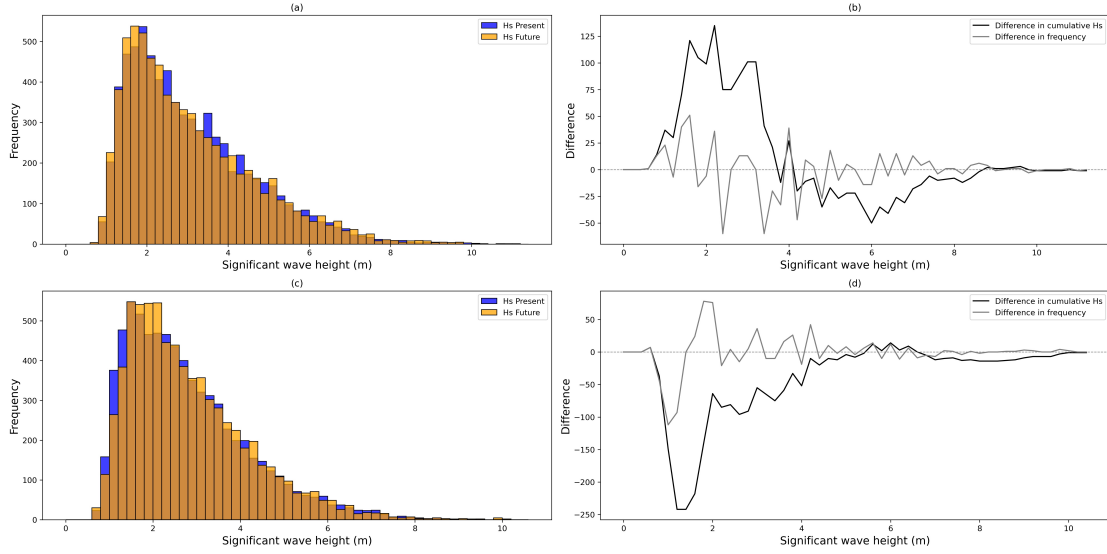 (a)
Hs Present
Hs Future
Frequency
500
400
300
200
100
0
0 2 4 6 8 10
Significant wave height (m)
(b)
Difference in cumulative Hs
Difference in frequency
Difference
125
100
75
50
25
0
−25
−50
0 2 4 6 8 10
Significant wave height (m)
(c)
Hs Present
Hs Future
Frequency
500
400
300
200
100
0
0 2 4 6 8 10
Significant wave height (m)
(d)
Difference in cumulative Hs
Difference in frequency
Difference
50
0
−50
−100
−150
−200
−250
0 2 4 6 8 10
Significant wave height (m)